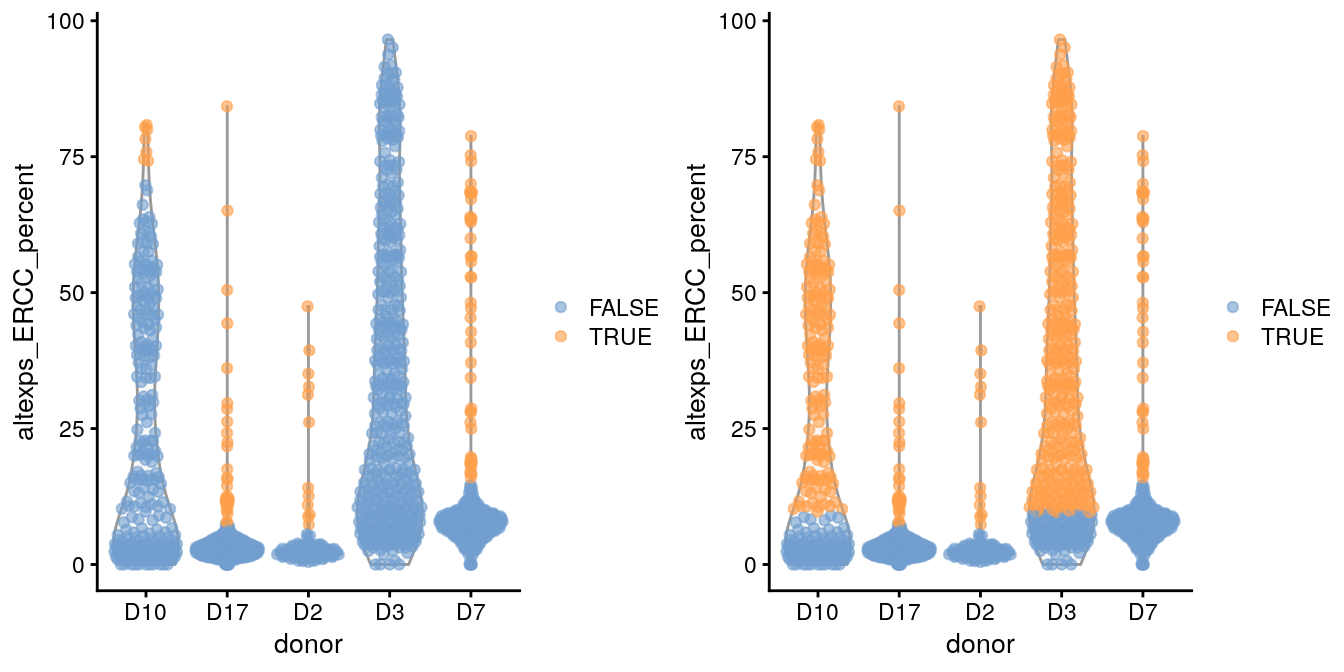 altexps_ERCC_percent
100
75
50
25
0
D10 D17 D2 D3 D7
donor
FALSE
TRUE
altexps_ERCC_percent
100
75
50
25
0
D10 D17 D2 D3 D7
donor
FALSE
TRUE